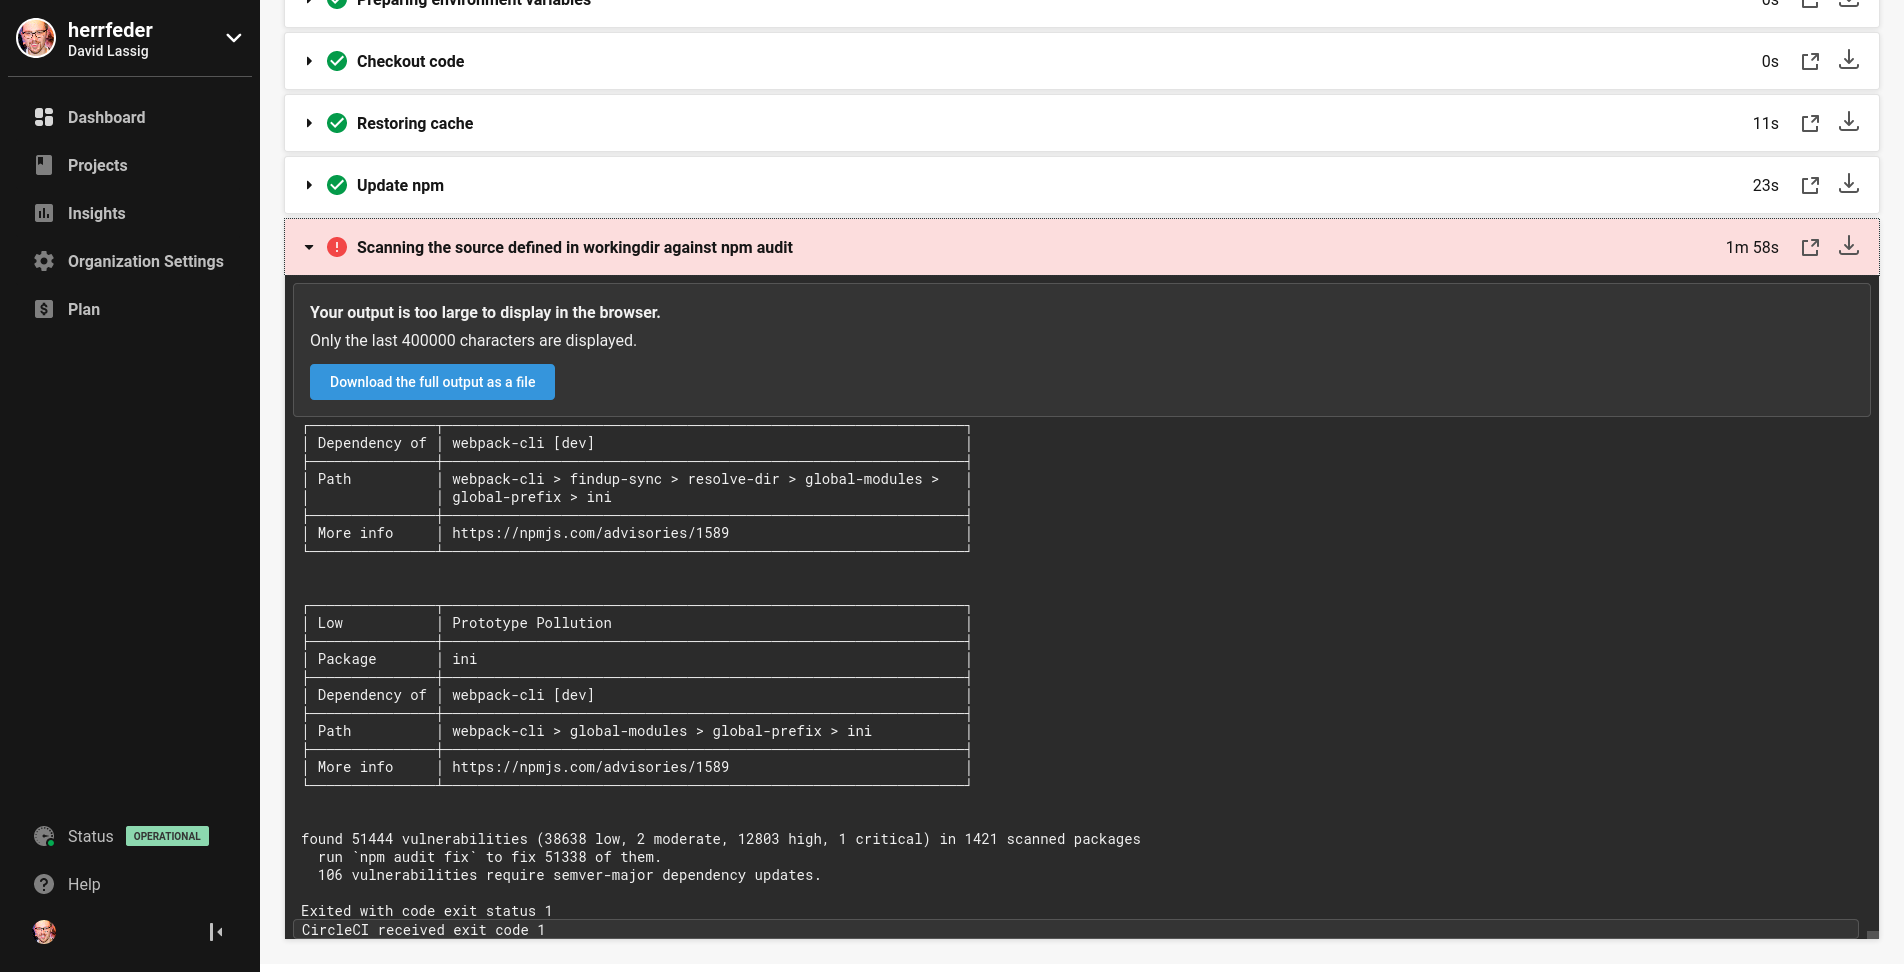 herrfeder
David Lassig
Dashboard
Projects
Insights
Organization Settings
Plan
Status OPERATIONAL
Help
Preparing environment variables 0s
Checkout code 0s
Restoring cache 11s
Update npm 23s
Scanning the source defined in workingdir against npm audit 1m 58s
Your output is too large to display in the browser.
Only the last 400000 characters are displayed.
Download the full output as a file
Dependency of webpack-cli [dev]
Path webpack-cli > findup-sync > resolve-dir > global-modules >
global-prefix > ini
More info https://npmjs.com/advisories/1589
Low Prototype Pollution
Package ini
Dependency of webpack-cli [dev]
Path webpack-cli > global-modules > global-prefix > ini
More info https://npmjs.com/advisories/1589
found 51444 vulnerabilities (38638 low, 2 moderate, 12803 high, 1 critical) in 1421 scanned packages
run `npm audit fix` to fix 51338 of them.
106 vulnerabilities require semver-major dependency updates.
Exited with code exit status 1
CircleCI received exit code 1